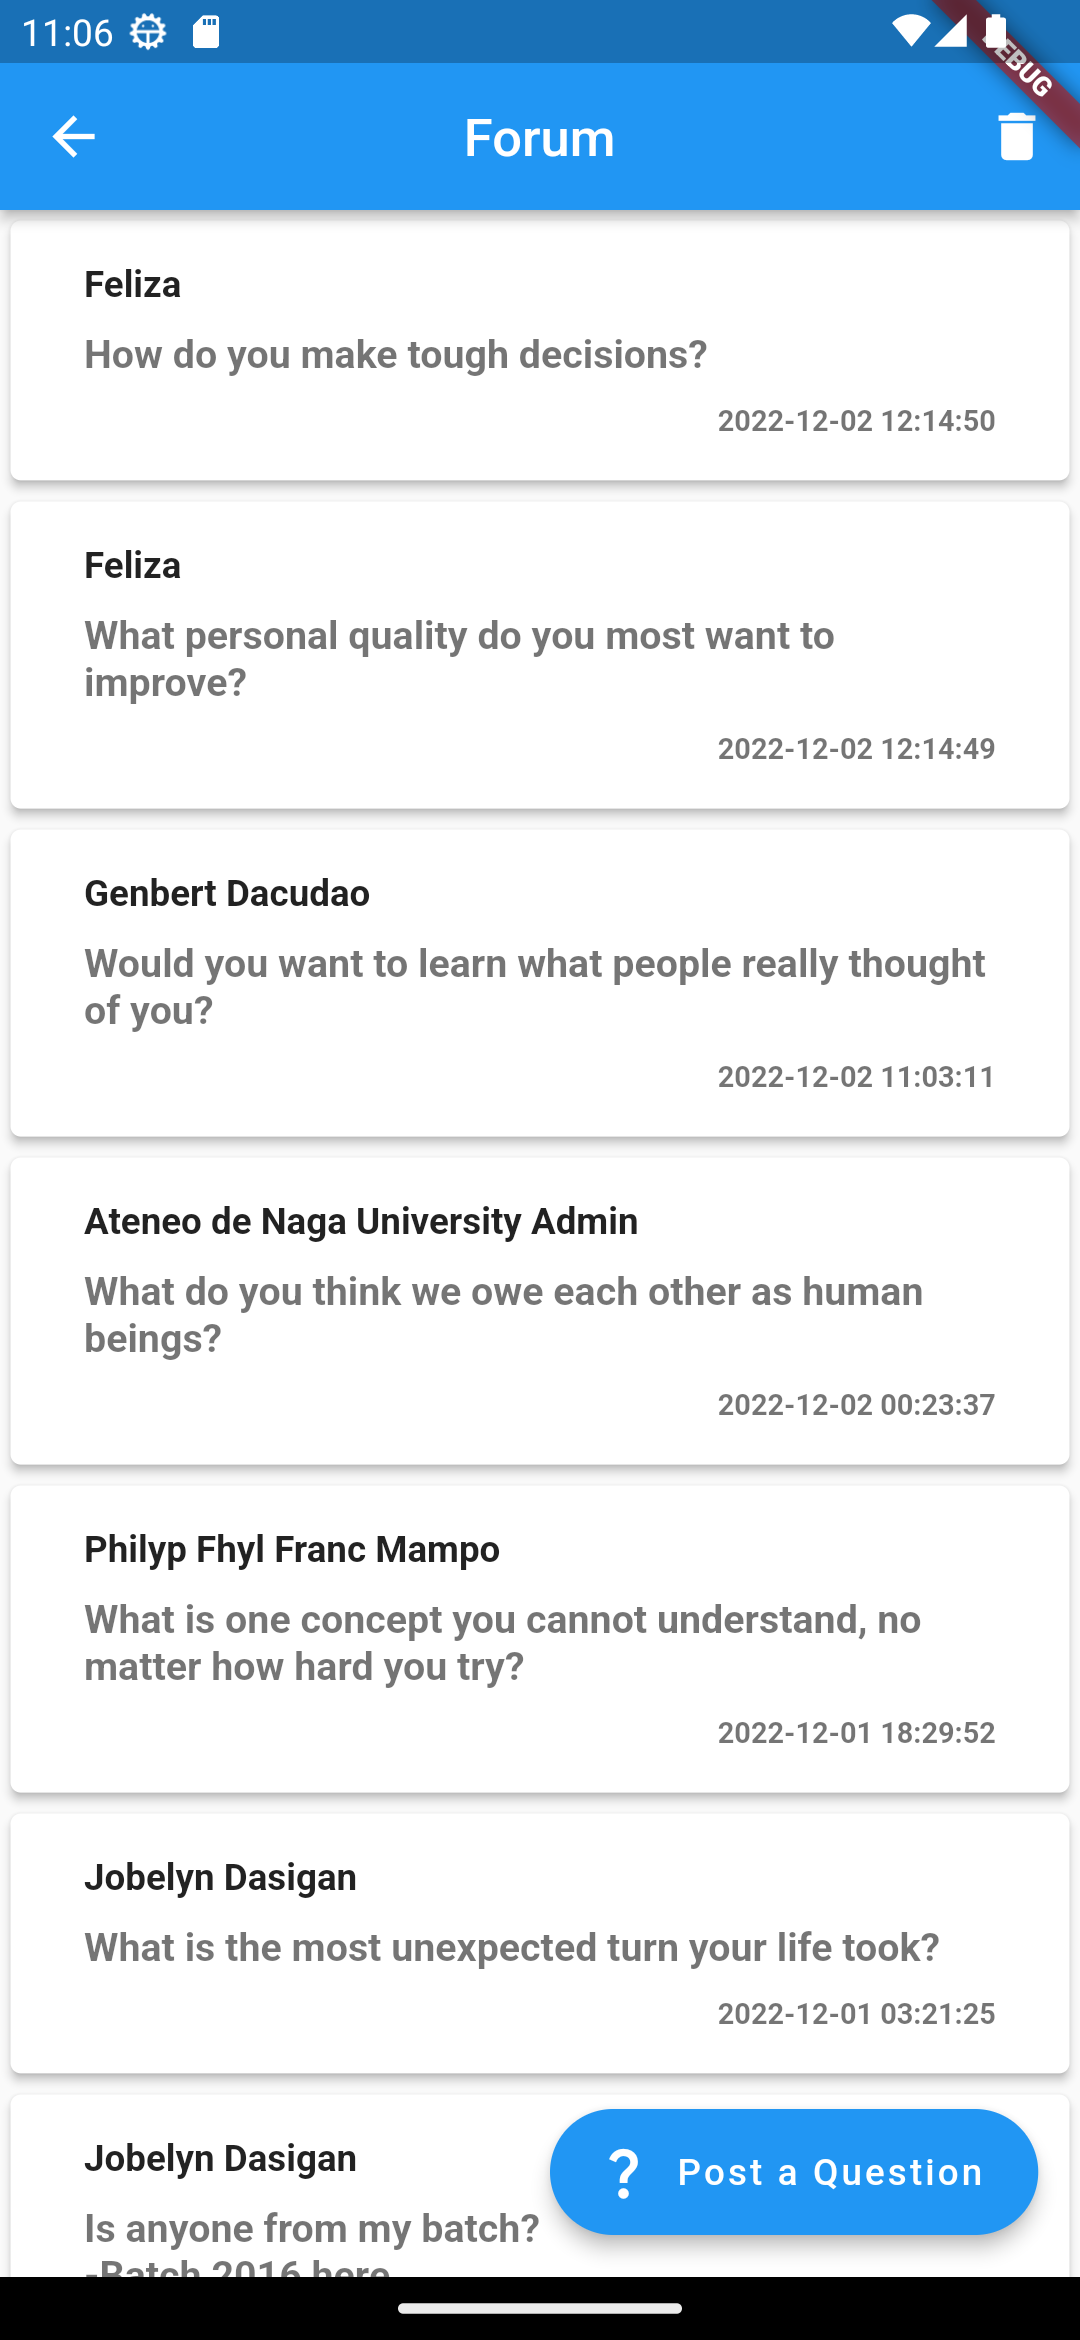 11:06
DEBUG
Forum
Feliza
How do you make tough decisions?
2022-12-02 12:14:50
Feliza
What personal quality do you most want to
improve?
2022-12-02 12:14:49
Genbert Dacudao
Would you want to learn what people really thought
of you?
2022-12-02 11:03:11
Ateneo de Naga University Admin
What do you think we owe each other as human
beings?
2022-12-02 00:23:37
Philyp Fhyl Franc Mampo
What is one concept you cannot understand, no
matter how hard you try?
2022-12-01 18:29:52
Jobelyn Dasigan
What is the most unexpected turn your life took?
2022-12-01 03:21:25
Jobelyn Dasigan
? Post a Question
Is anyone from my batch?
-Batch 2016 here